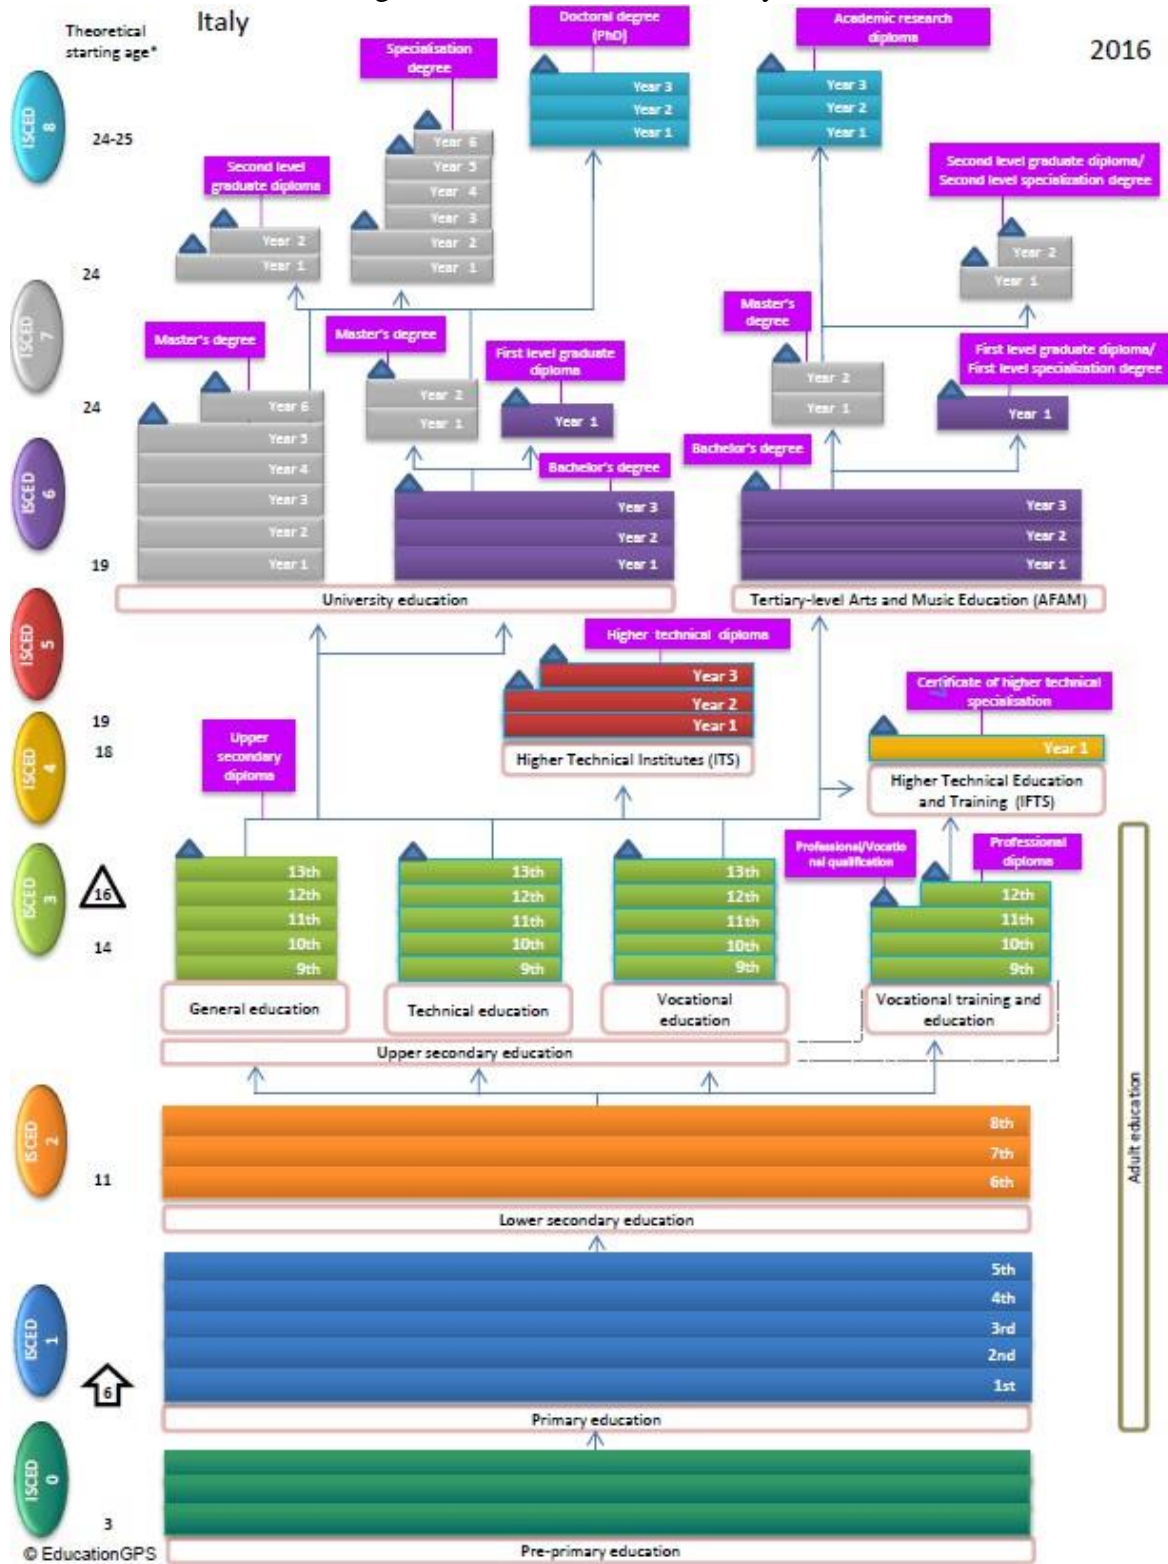 Italy
2016
Theoretical
starting age*
Doctoral degree
(PhD)
Academic research
diploma
Specialisation
degree
ISCED
8
24-25
Year 3
Year 2
Year 1
Year 3
Year 2
Year 1
Year 6
Year 5
Year 4
Year 3
Year 2
Year 1
Second level
graduate diploma
Year 2
Year 1
Second level graduate diploma/
Second level specialization degree
Year 2
Year 1
24
ISCED
7
Master's degree
Master's
degree
First level graduate
diploma
Master's
degree
First level graduate diploma/
First level specialization degree
24
Year 6
Year 5
Year 4
Year 3
Year 2
Year 1
Year 2
Year 1
Year 1
Year 2
Year 1
Year 1
ISCED
6
Bachelor's degree
Year 3
Year 2
Year 1
Bachelor's degree
Year 3
Year 2
Year 1
19
University education
Tertiary-level Arts and Music Education (AFAM)
ISCED
5
Higher technical diploma
Year 3
Year 2
Year 1
Higher Technical Institutes (ITS)
Certificate of higher technical
specialisation
Year 1
Higher Technical Education
and Training (IFTS)
19
18
ISCED
4
Upper
secondary
diploma
Professional/Vocatio
nal qualification
Professional
diploma
ISCED
3
16
14
13th
12th
11th
10th
9th
13th
12th
11th
10th
9th
13th
12th
11th
10th
9th
12th
11th
10th
9th
General education
Technical education
Vocational
education
Vocational training and
education
Upper secondary education
ISCED
2
11
8th
7th
6th
Lower secondary education
Adult education
ISCED
1
6
5th
4th
3rd
2nd
1st
Primary education
ISCED
0
3
Pre-primary education
© EducationGPS